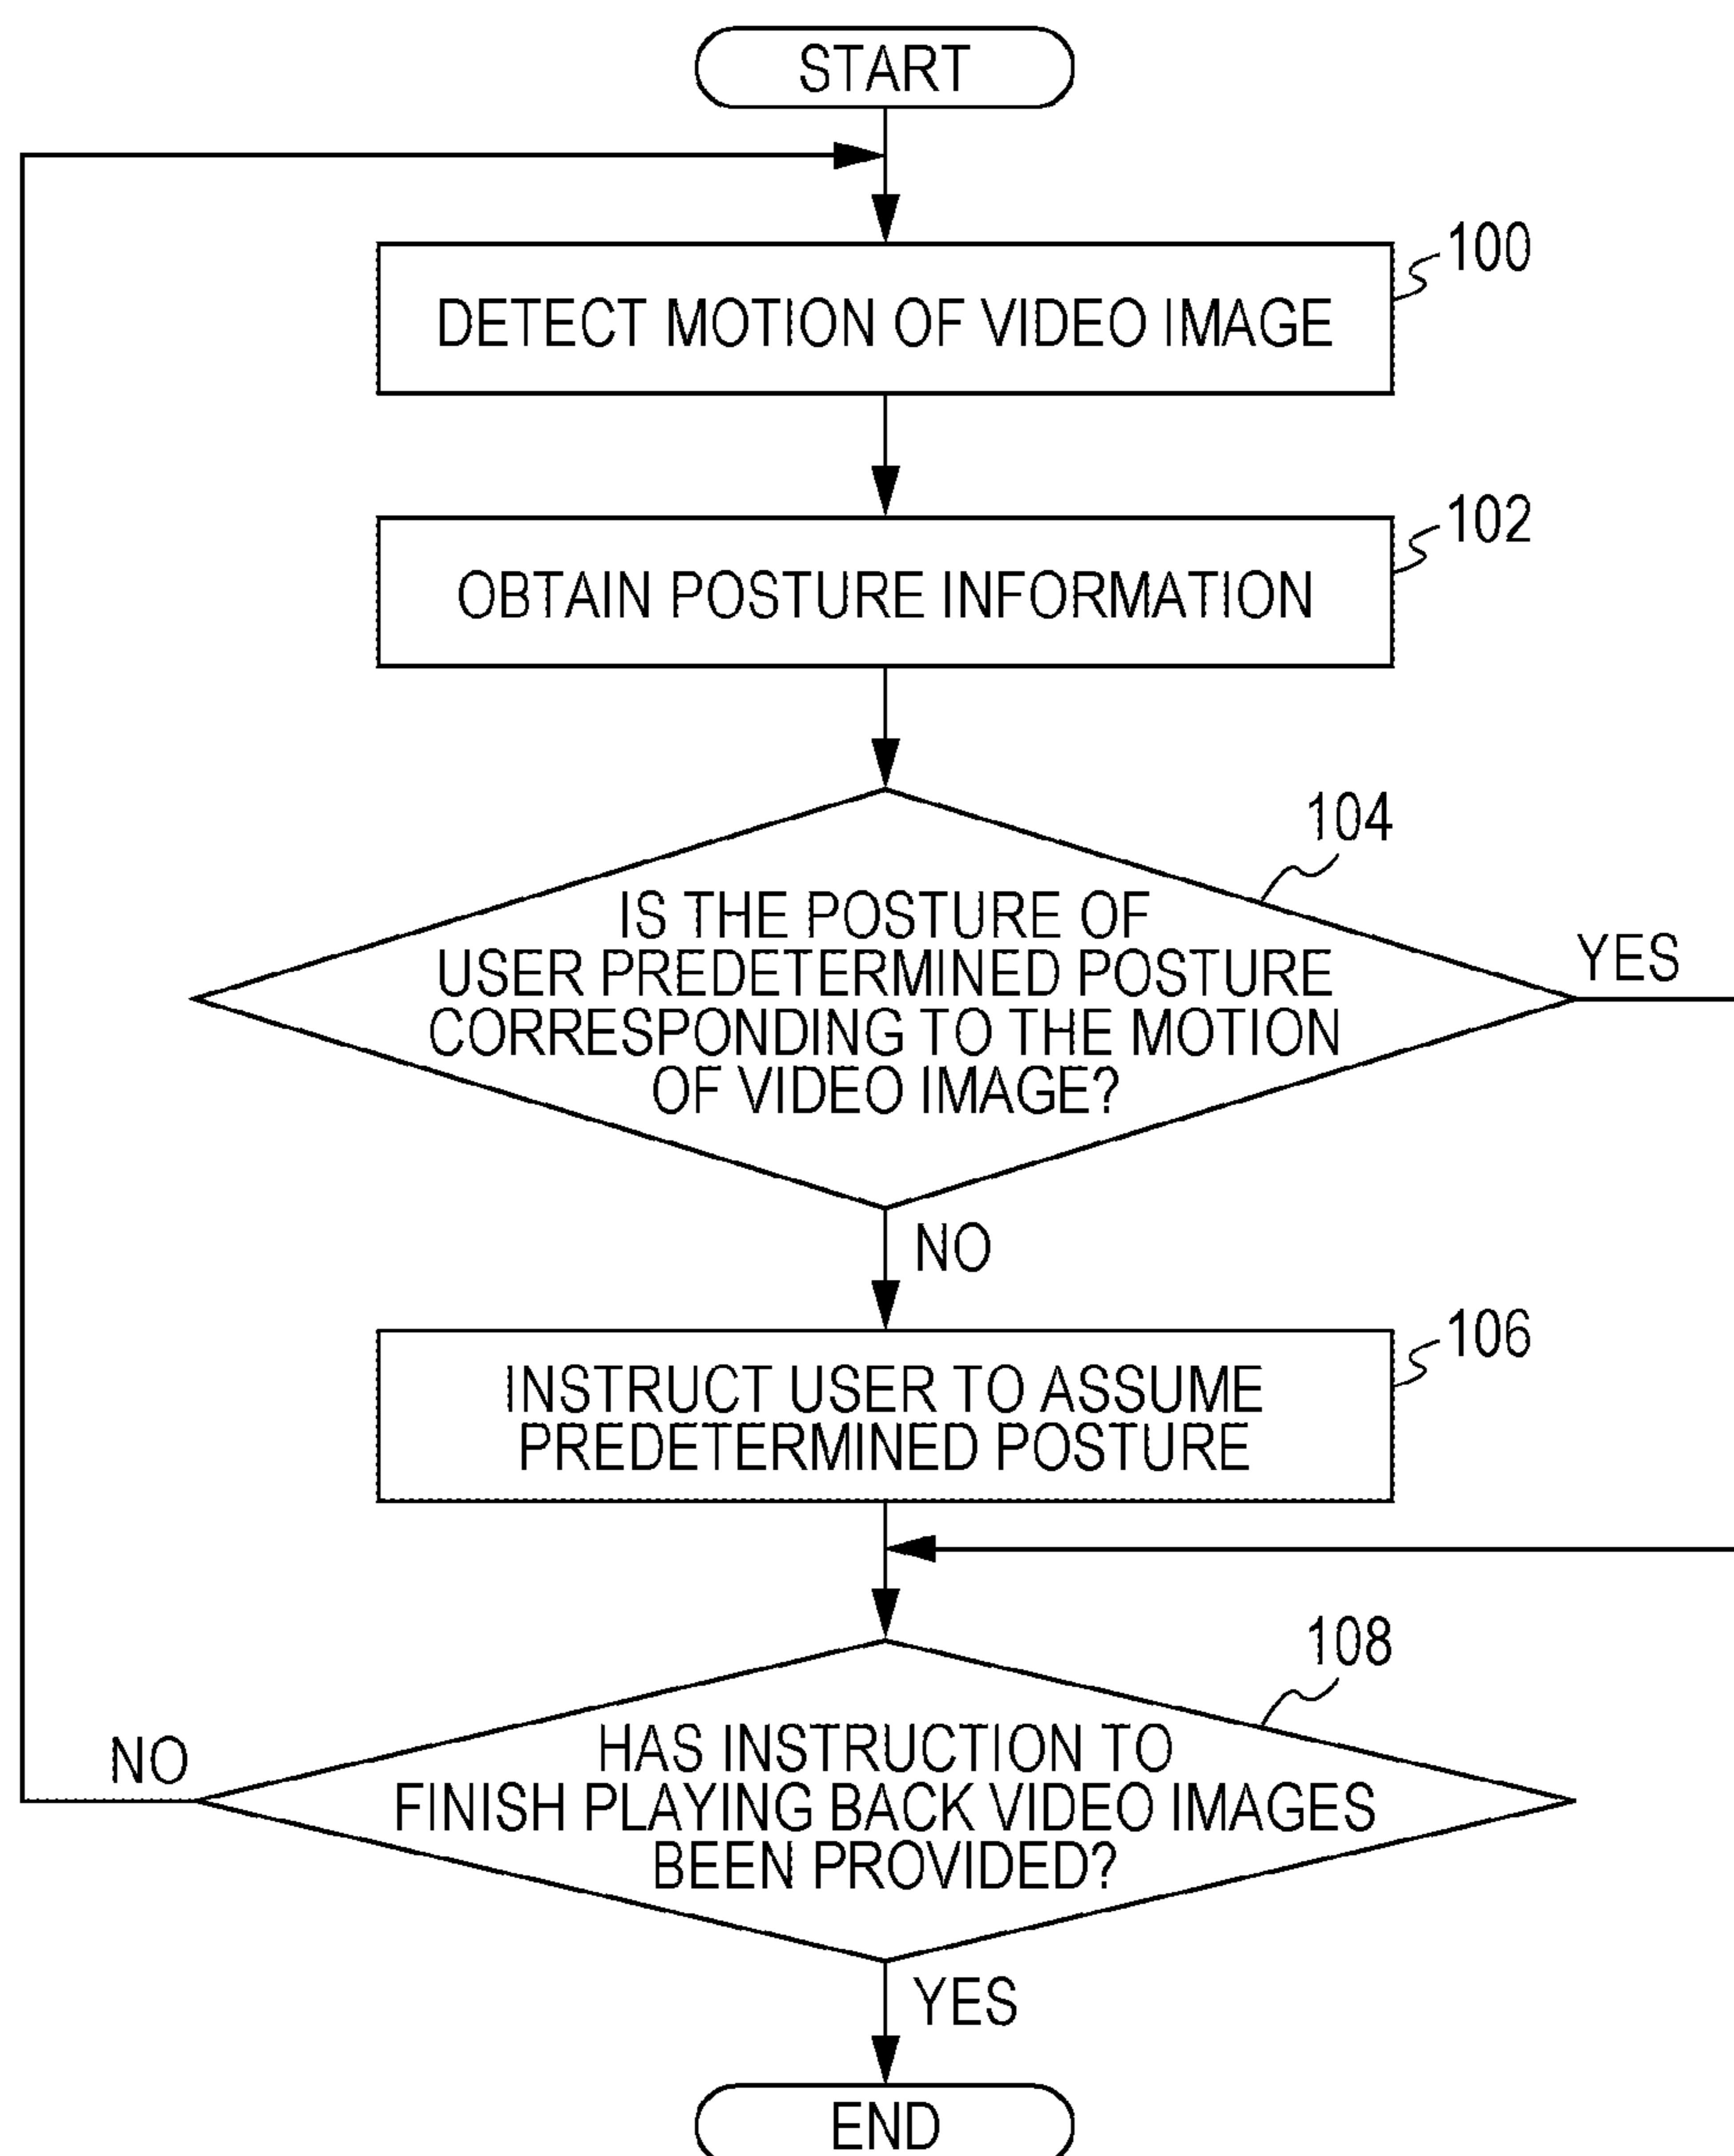 START
100
DETECT MOTION OF VIDEO IMAGE
102
OBTAIN POSTURE INFORMATION
104
IS THE POSTURE OF
USER PREDETERMINED POSTURE
CORRESPONDING TO THE MOTION
OF VIDEO IMAGE?
YES
NO
106
INSTRUCT USER TO ASSUME
PREDETERMINED POSTURE
108
HAS INSTRUCTION TO
FINISH PLAYING BACK VIDEO IMAGES
BEEN PROVIDED?
NO
YES
END